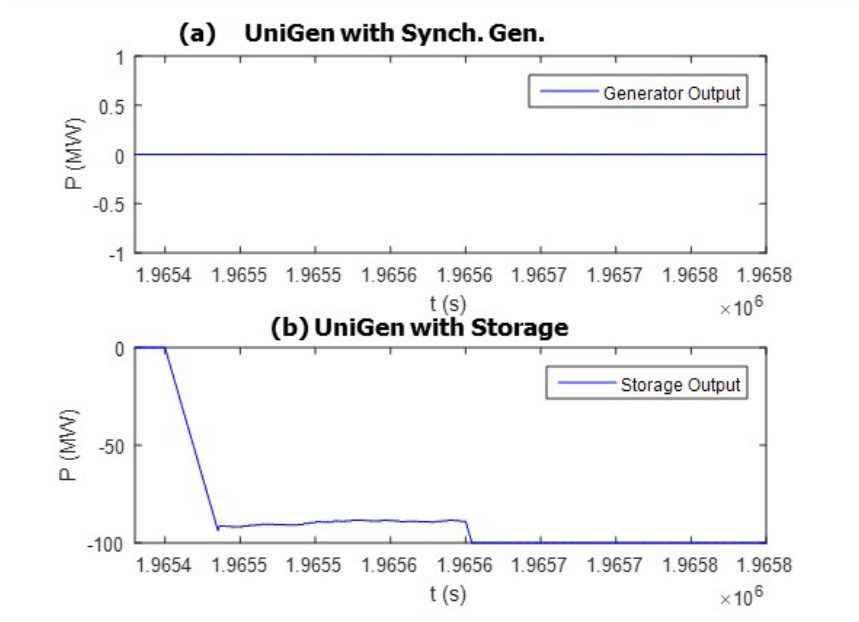 (a) UniGen with Synch. Gen.
1
0.5
0
-0.5
-1
P (MW)
Generator Output
1.9654 1.9655 1.9655 1.9656 1.9656 1.9657 1.9657 1.9658 1.9658
t (s)
×10^6
(b) UniGen with Storage
0
-50
-100
P (MW)
Storage Output
1.9654 1.9655 1.9655 1.9656 1.9656 1.9657 1.9657 1.9658 1.9658
t (s)
×10^6